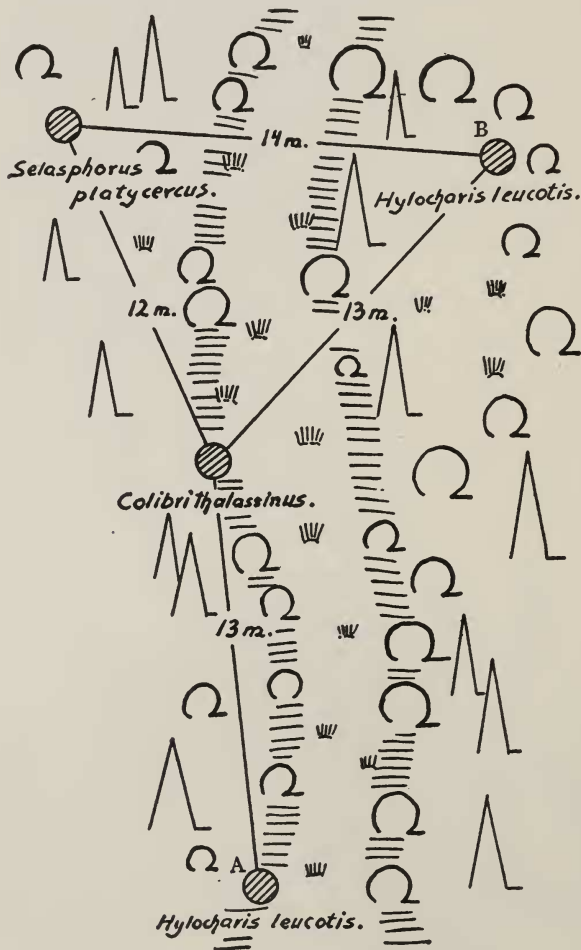 B
14 m.
Selasphorus
platycercus.
Hylocharis leucotis.
12 m.
13 m.
Colibri thalassinus.
13 m.
A
Hylocharis leucotis.